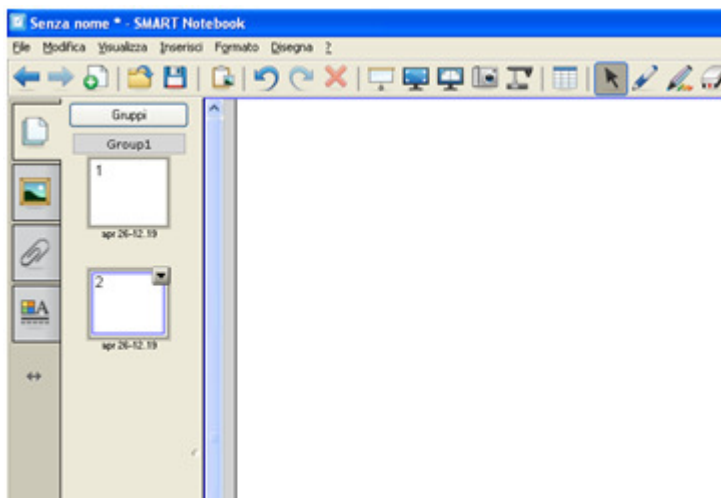 Senza nome * - SMART Notebook
File Modifica Visualizza Inserisci Formato Disegna ?
Gruppi
Group1
1
apr 26-12.19
2
apr 26-12.19
A